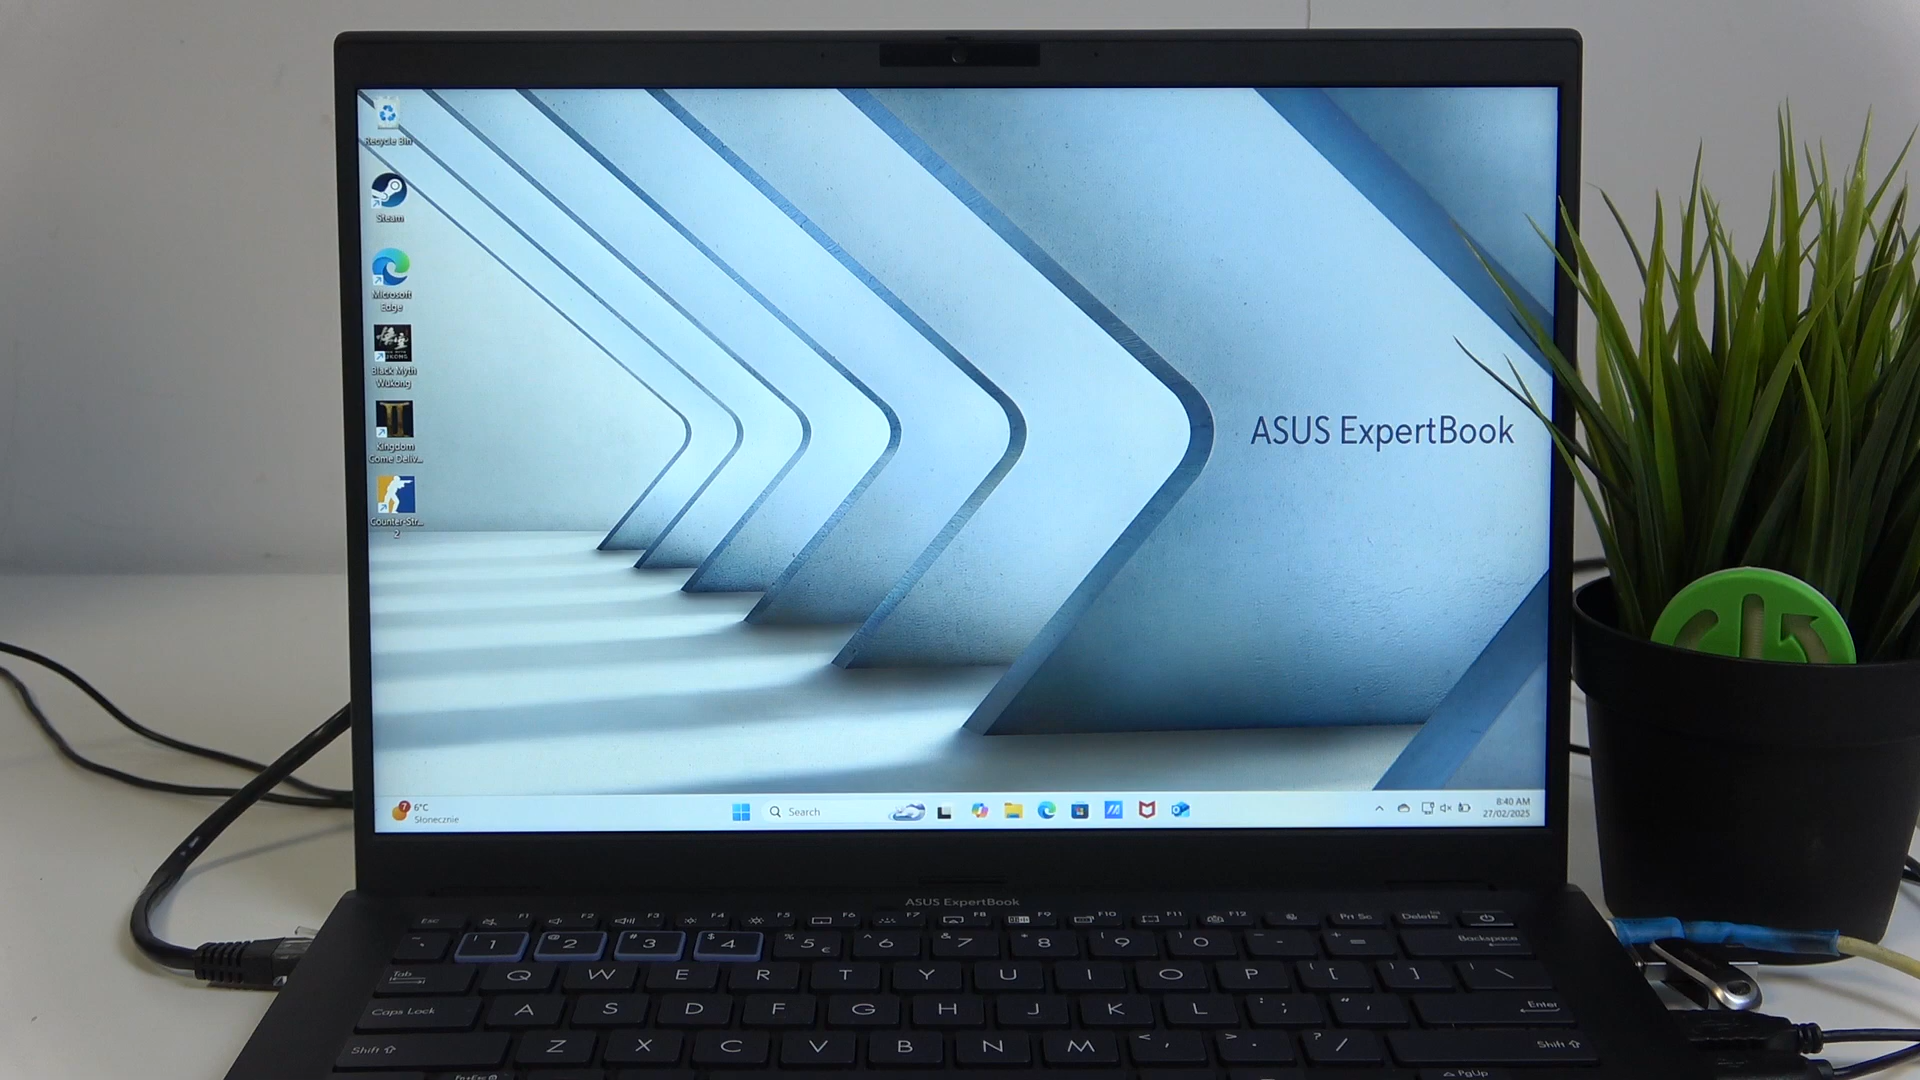 Recycle Bin
Steam
Microsoft
Edge
Black Myth
Wukong
Kingdom
Come Deliv...
Counter-Str...
2
ASUS ExpertBook
7
6°C
Słonecznie
Search
8:40 AM
27/02/2025
ASUS ExpertBook
Esc F1 F2 F3 F4 F5 F6 F7 F8 F9 F10 F11 F12 Prt Sc Delete
! 1 @ 2 # 3 $ 4 % 5 € ^ 6 & 7 * 8 ( 9 ) 0 - + = Backspace
Tab Q W E R T Y U I O P { [ } ] | \
Caps Lock A S D F G H J K L : ; " ' Enter
Shift Z X C V B N M < , > . ? / Shift
Fn+Esc PgUp